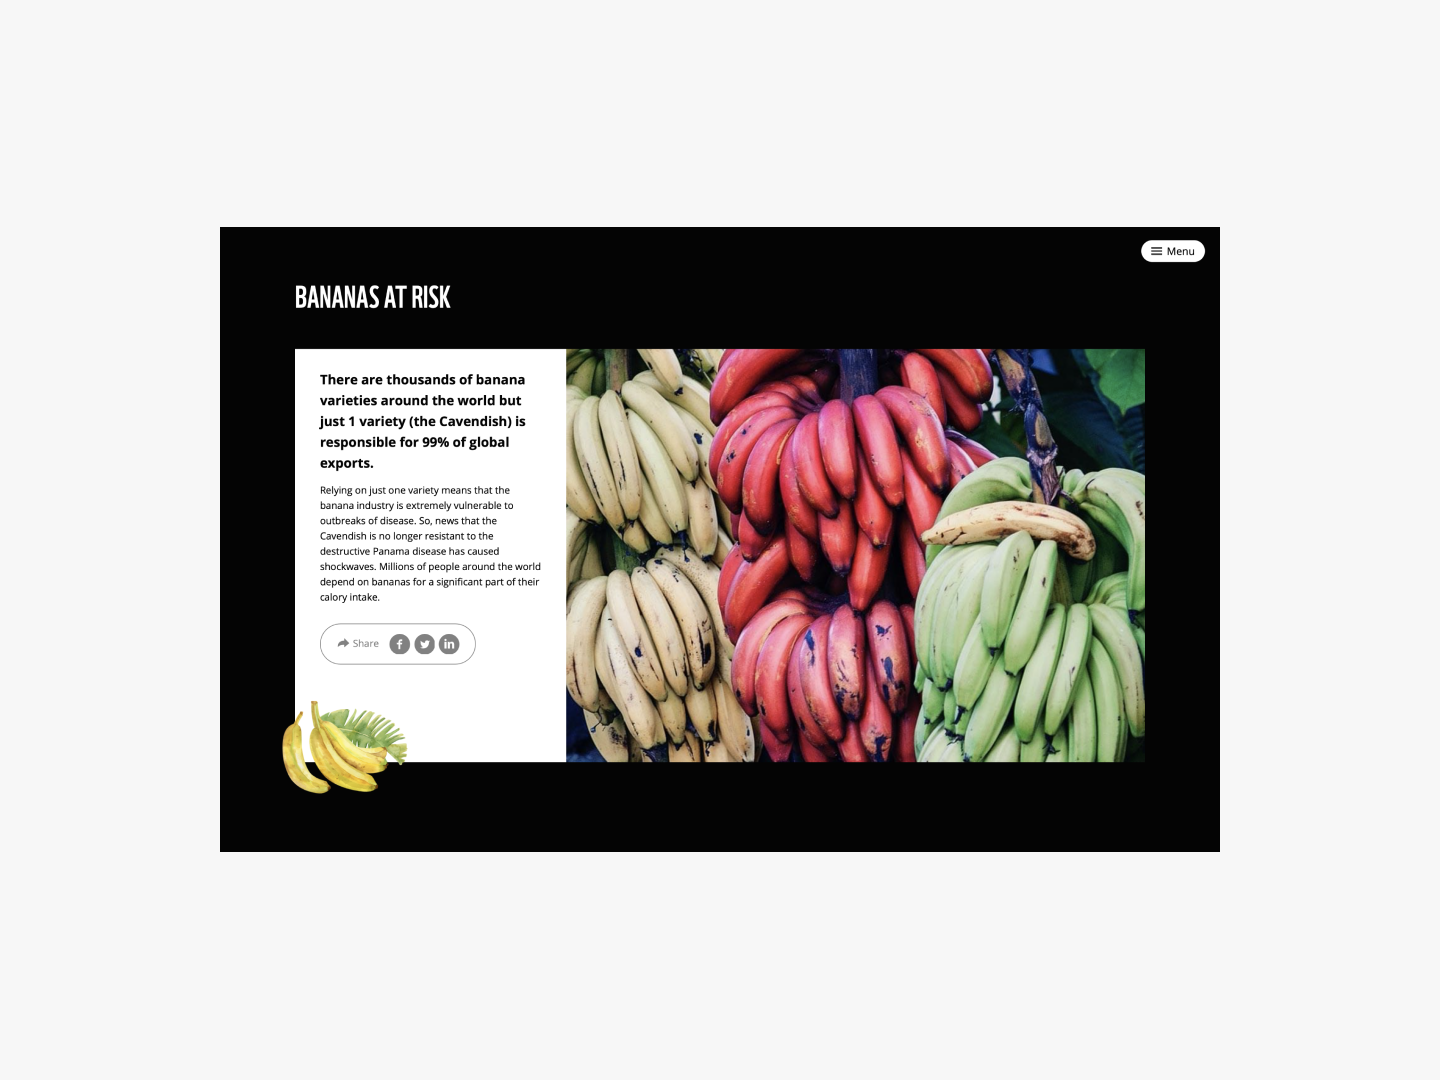 Menu
BANANAS AT RISK
There are thousands of banana
varieties around the world but
just 1 variety (the Cavendish) is
responsible for 99% of global
exports.
Relying on just one variety means that the
banana industry is extremely vulnerable to
outbreaks of disease. So, news that the
Cavendish is no longer resistant to the
destructive Panama disease has caused
shockwaves. Millions of people around the world
depend on bananas for a significant part of their
calory intake.
Share